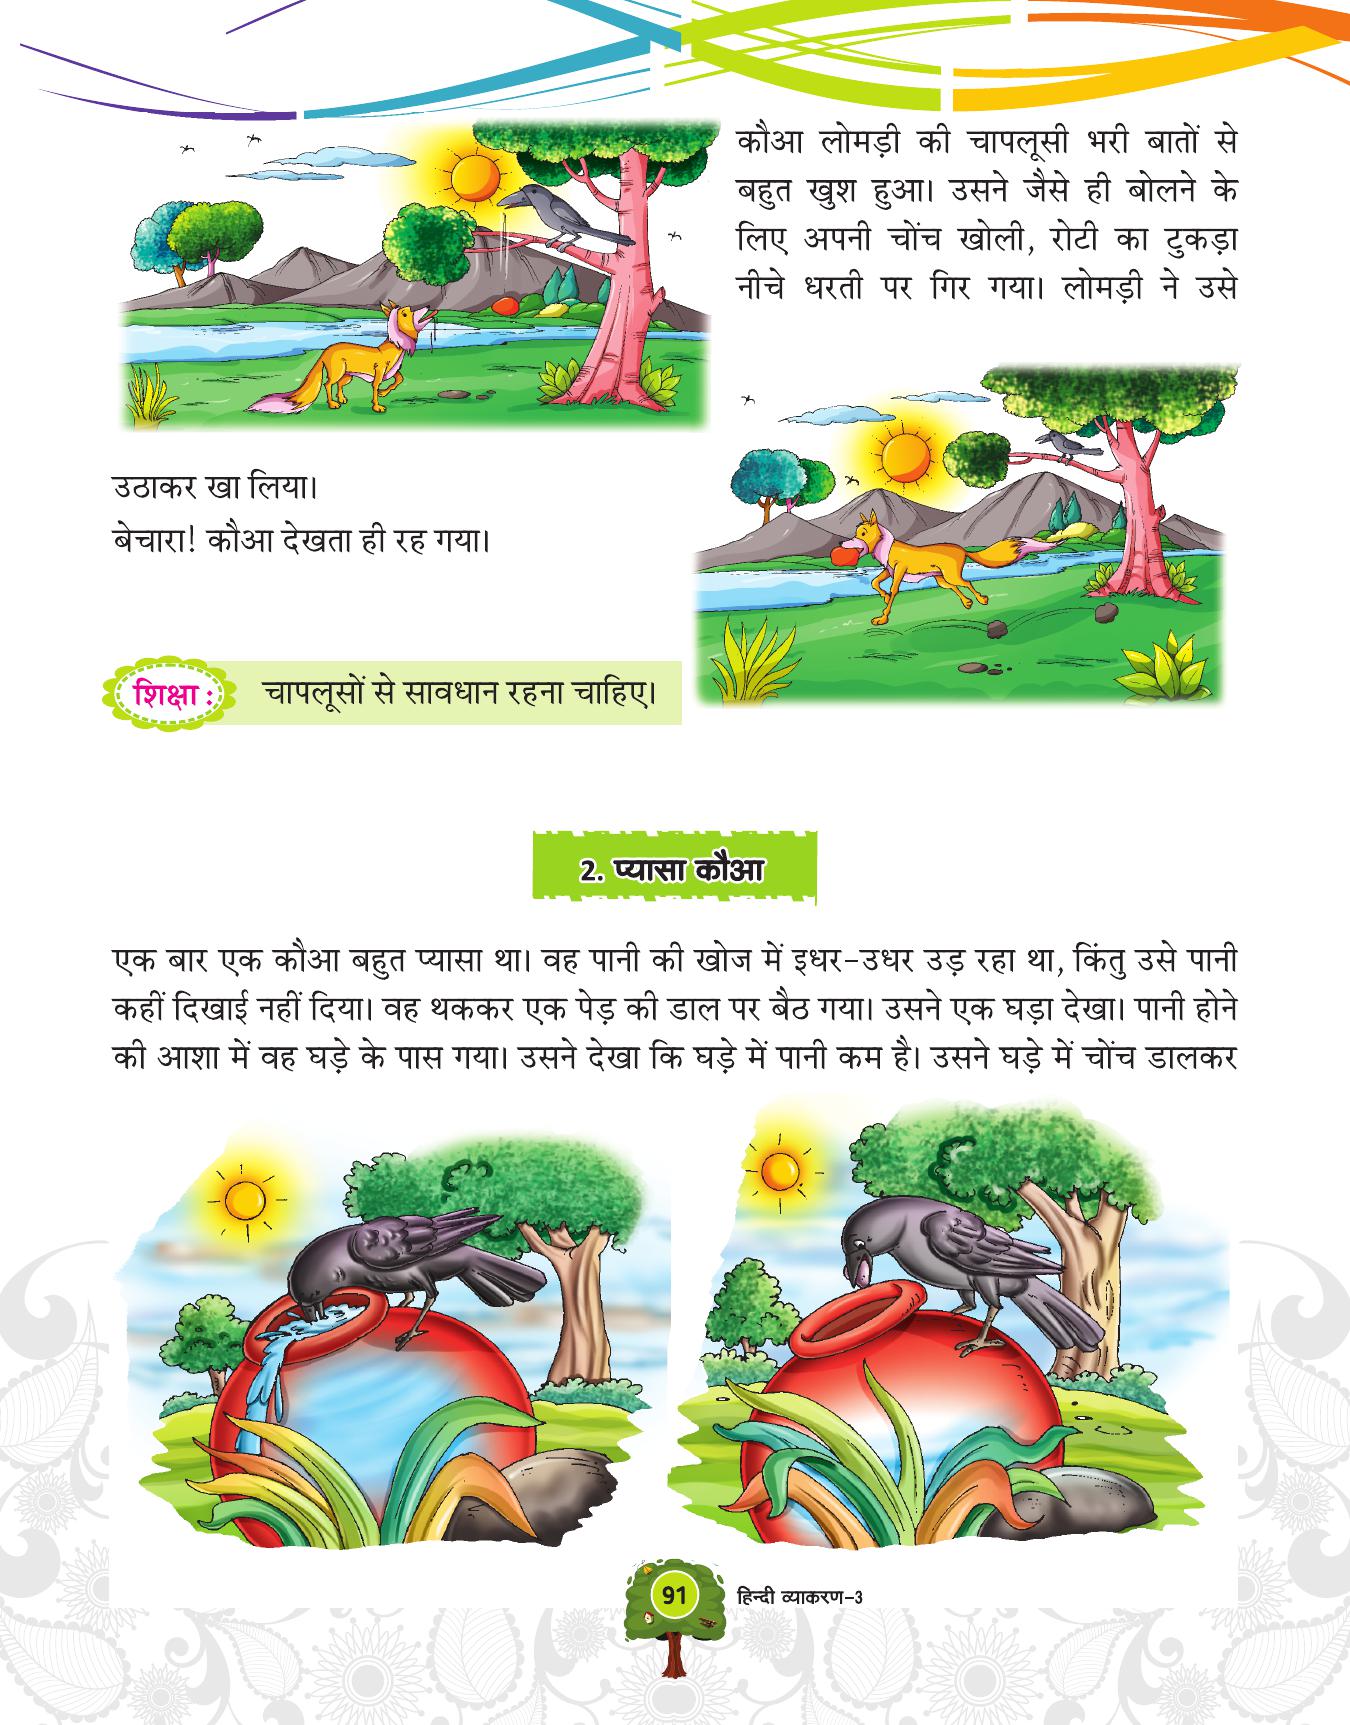 कौआ लोमड़ी की चापलूसी भरी बातों से
बहुत खुश हुआ। उसने जैसे ही बोलने के
लिए अपनी चोंच खोली, रोटी का टुकड़ा
नीचे धरती पर गिर गया। लोमड़ी ने उसे
उठाकर खा लिया।
बेचारा! कौआ देखता ही रह गया।
शिक्षा : चापलूसों से सावधान रहना चाहिए।
2. प्यासा कौआ
एक बार एक कौआ बहुत प्यासा था। वह पानी की खोज में इधर-उधर उड़ रहा था, किंतु उसे पानी
कहीं दिखाई नहीं दिया। वह थककर एक पेड़ की डाल पर बैठ गया। उसने एक घड़ा देखा। पानी होने
की आशा में वह घड़े के पास गया। उसने देखा कि घड़े में पानी कम है। उसने घड़े में चोंच डालकर
91 हिन्दी व्याकरण-3